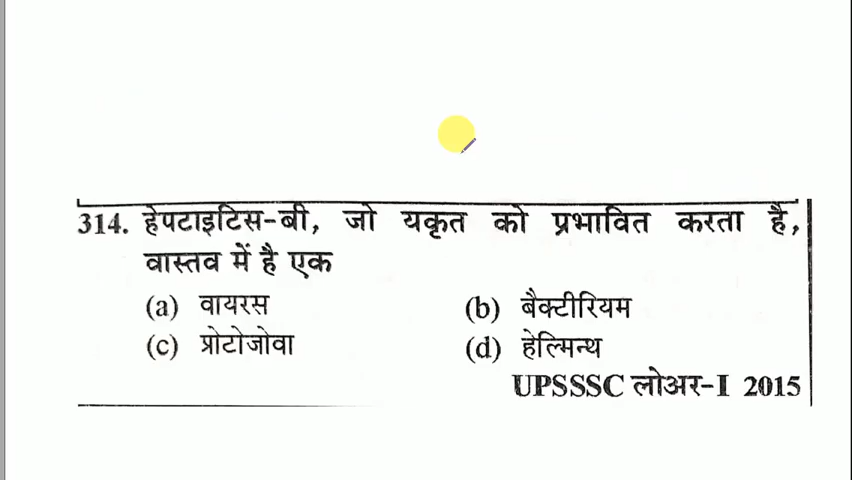 314. हेपटाइटिस-बी, जो यकृत को प्रभावित करता है,
वास्तव में है एक
(a) वायरस (b) बैक्टीरियम
(c) प्रोटोजोवा (d) हेल्मिन्थ
UPSSSC लोअर-I 2015